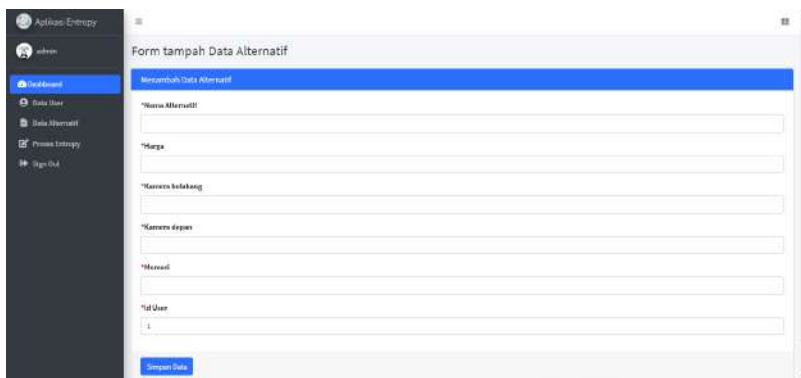 Aplikasi Entropy
admin
Dashboard
Data User
Data Alternatif
Proses Entropy
Sign Out
Form tampah Data Alternatif
Menambah Data Alternatif
*Nama Alternatif
*Harga
*Kamera belakang
*Kamera depan
*Memori
*Id User
1
Simpan Data